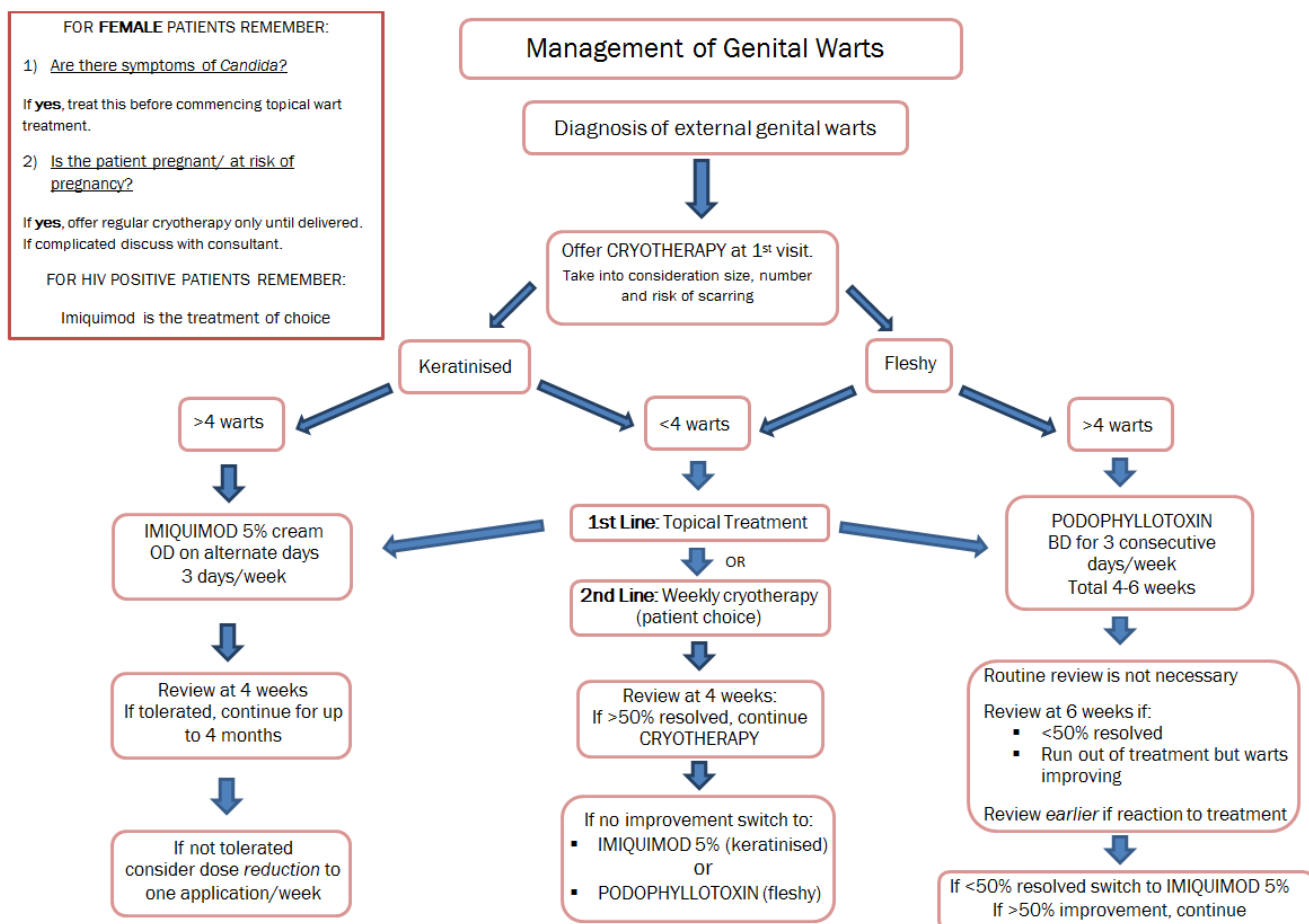 FOR FEMALE PATIENTS REMEMBER:
1) Are there symptoms of Candida?
If yes, treat this before commencing topical wart
treatment.
2) Is the patient pregnant/ at risk of
pregnancy?
If yes, offer regular cryotherapy only until delivered.
If complicated discuss with consultant.
FOR HIV POSITIVE PATIENTS REMEMBER:
Imiquimod is the treatment of choice
Management of Genital Warts
Diagnosis of external genital warts
Offer CRYOTHERAPY at 1st visit.
Take into consideration size, number
and risk of scarring
Keratinised
Fleshy
>4 warts
<4 warts
>4 warts
IMIQUIMOD 5% cream
OD on alternate days
3 days/week
1st Line: Topical Treatment
OR
2nd Line: Weekly cryotherapy
(patient choice)
PODOPHYLLOTOXIN
BD for 3 consecutive
days/week
Total 4-6 weeks
Review at 4 weeks
If tolerated, continue for up
to 4 months
Review at 4 weeks:
If >50% resolved, continue
CRYOTHERAPY
Routine review is not necessary
Review at 6 weeks if:
▪ <50% resolved
▪ Run out of treatment but warts
improving
Review earlier if reaction to treatment
If not tolerated
consider dose reduction to
one application/week
If no improvement switch to:
▪ IMIQUIMOD 5% (keratinised)
or
▪ PODOPHYLLOTOXIN (fleshy)
If <50% resolved switch to IMIQUIMOD 5%
If >50% improvement, continue